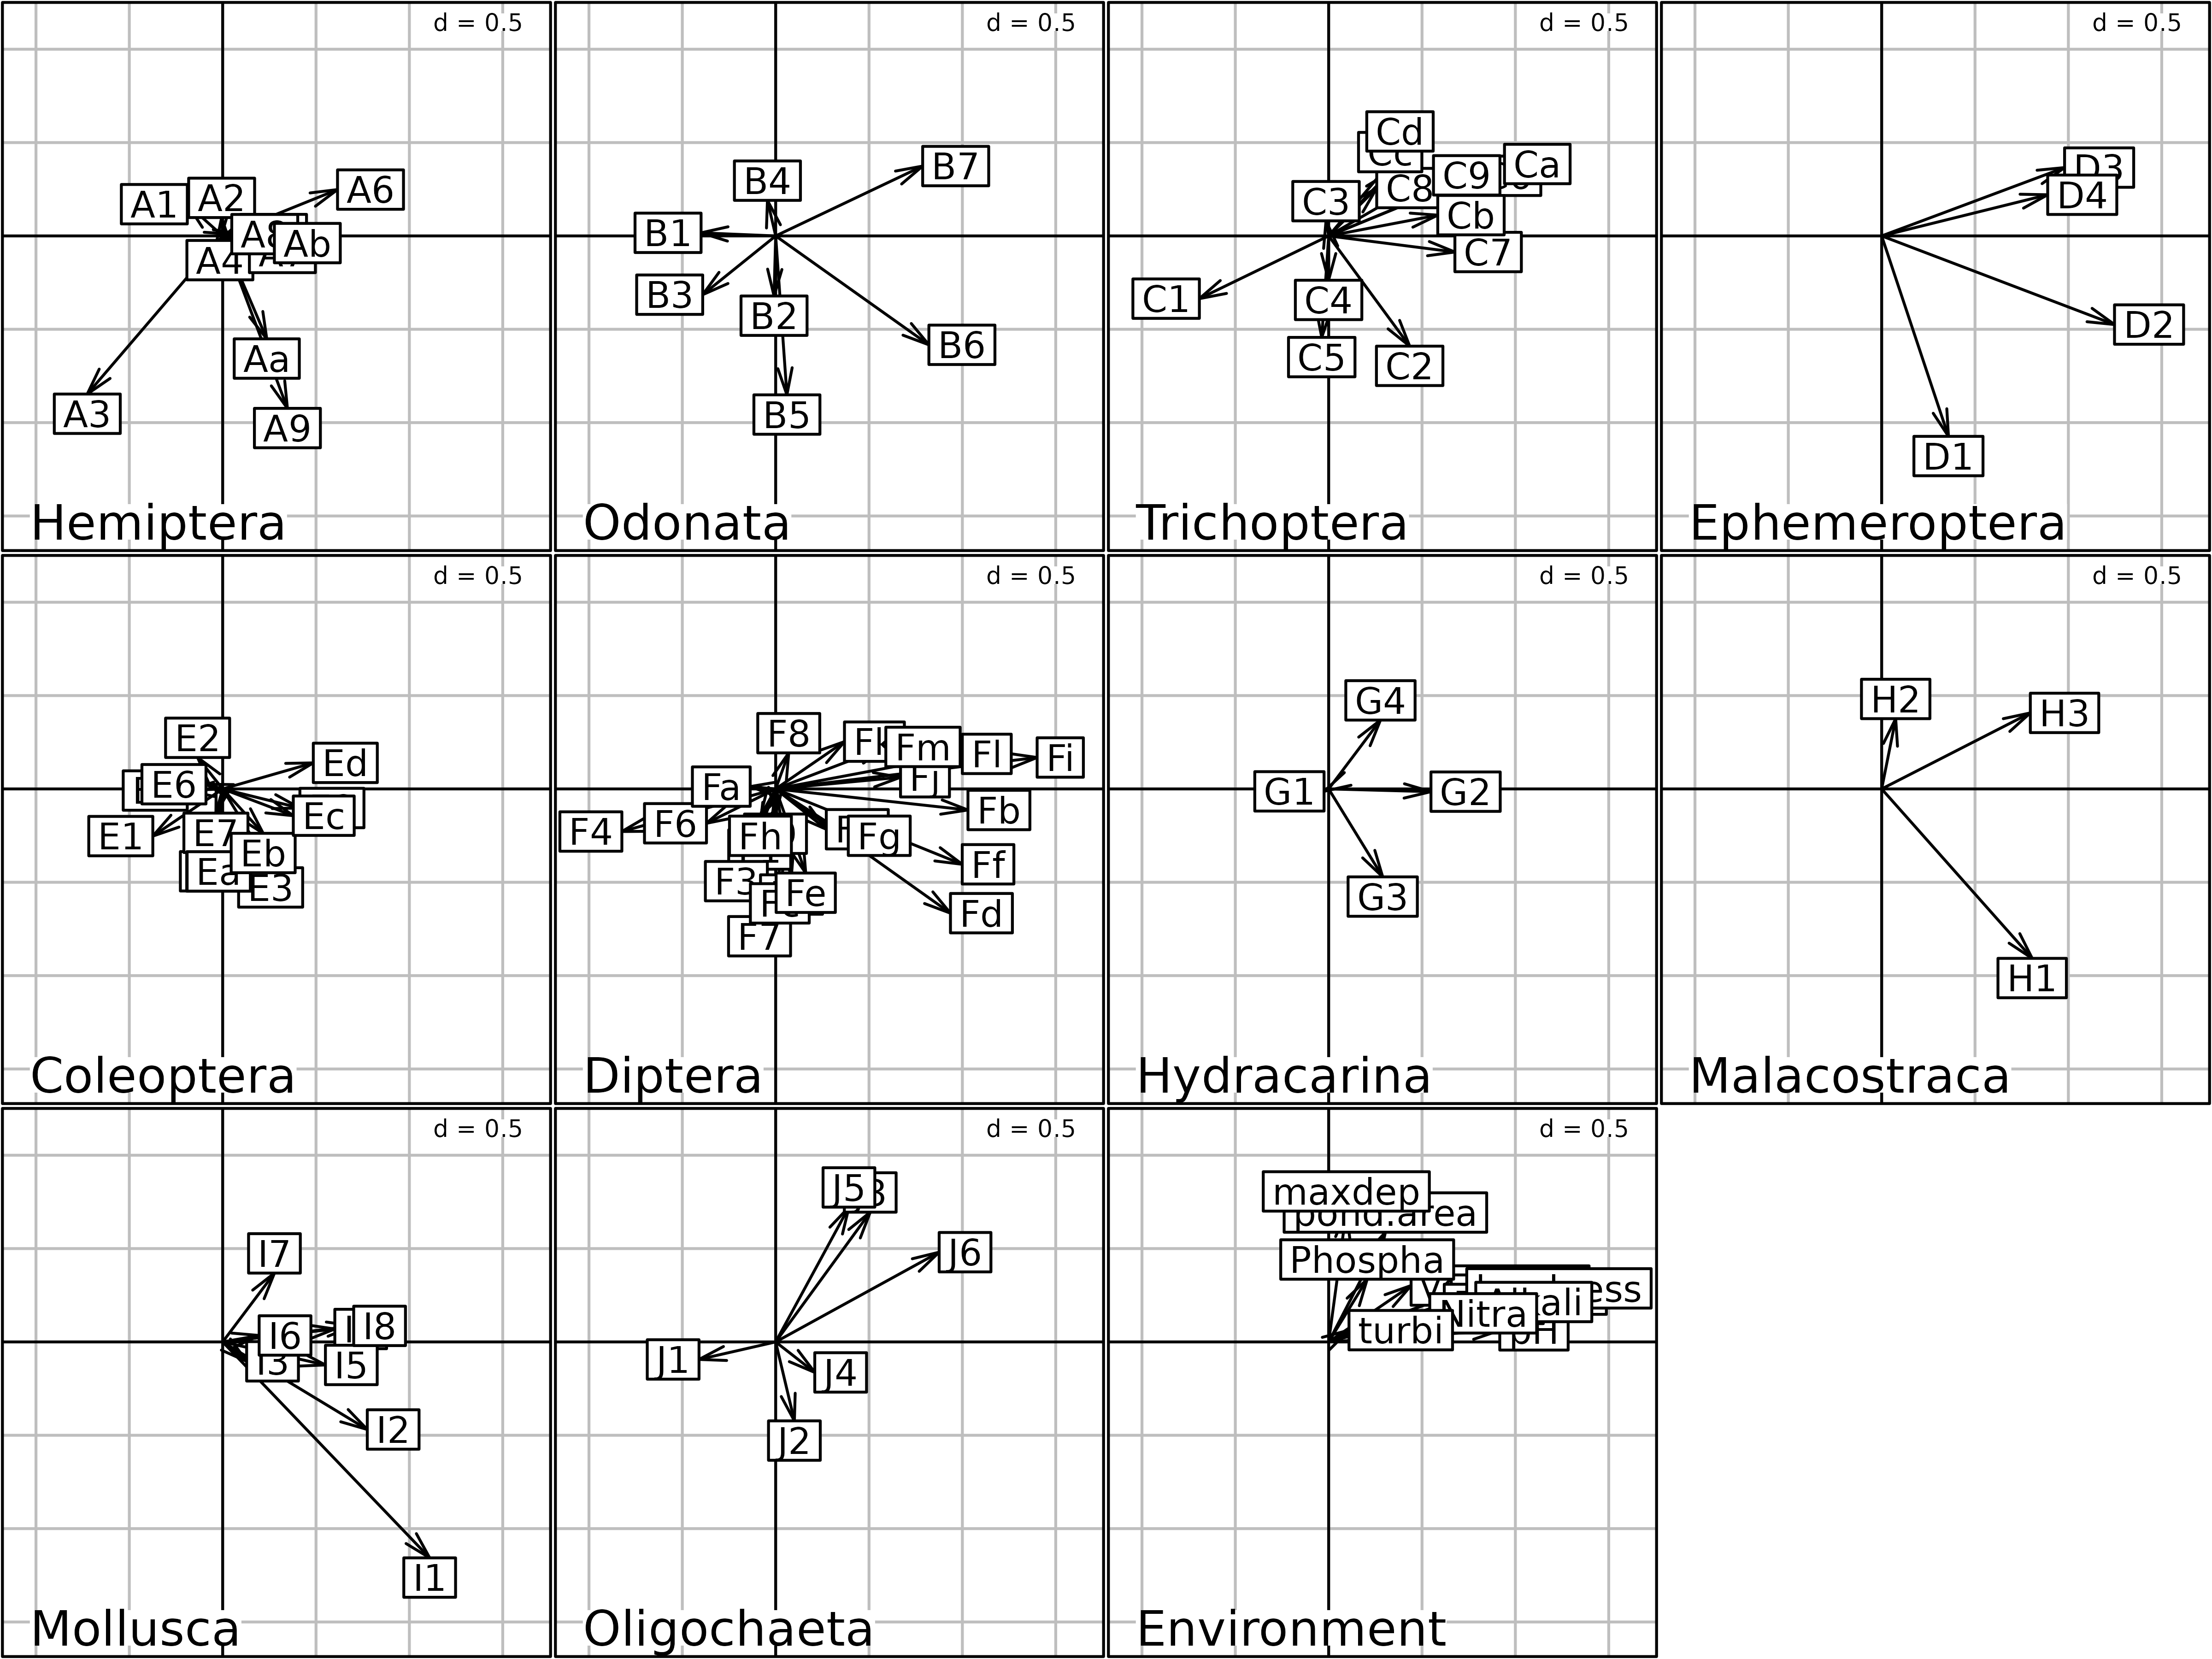 d = 0.5
A1
A2
A6
A8
Ab
A4
Aa
A3
A9
Hemiptera
d = 0.5
B7
B4
B1
B3
B2
B6
B5
Odonata
d = 0.5
Cd
Cc
Ca
C9
C8
C3
Cb
C7
C1
C4
C5
C2
Trichoptera
d = 0.5
D3
D4
D2
D1
Ephemeroptera
d = 0.5
E2
Ed
E6
Ec
E1
E7
Eb
Ea
E3
Coleoptera
d = 0.5
F8
Fm
Fl
Fi
Fj
Fa
Fb
F6
F4
Fh
Fg
Ff
F3
Fe
Fd
F7
Diptera
d = 0.5
G4
G1
G2
G3
Hydracarina
d = 0.5
H2
H3
H1
Malacostraca
d = 0.5
I7
I8
I6
I3
I5
I2
I1
Mollusca
d = 0.5
J5
J6
J1
J4
J2
Oligochaeta
d = 0.5
maxdep
pond.area
Phospha
Nitra
turbi
pH
Environment